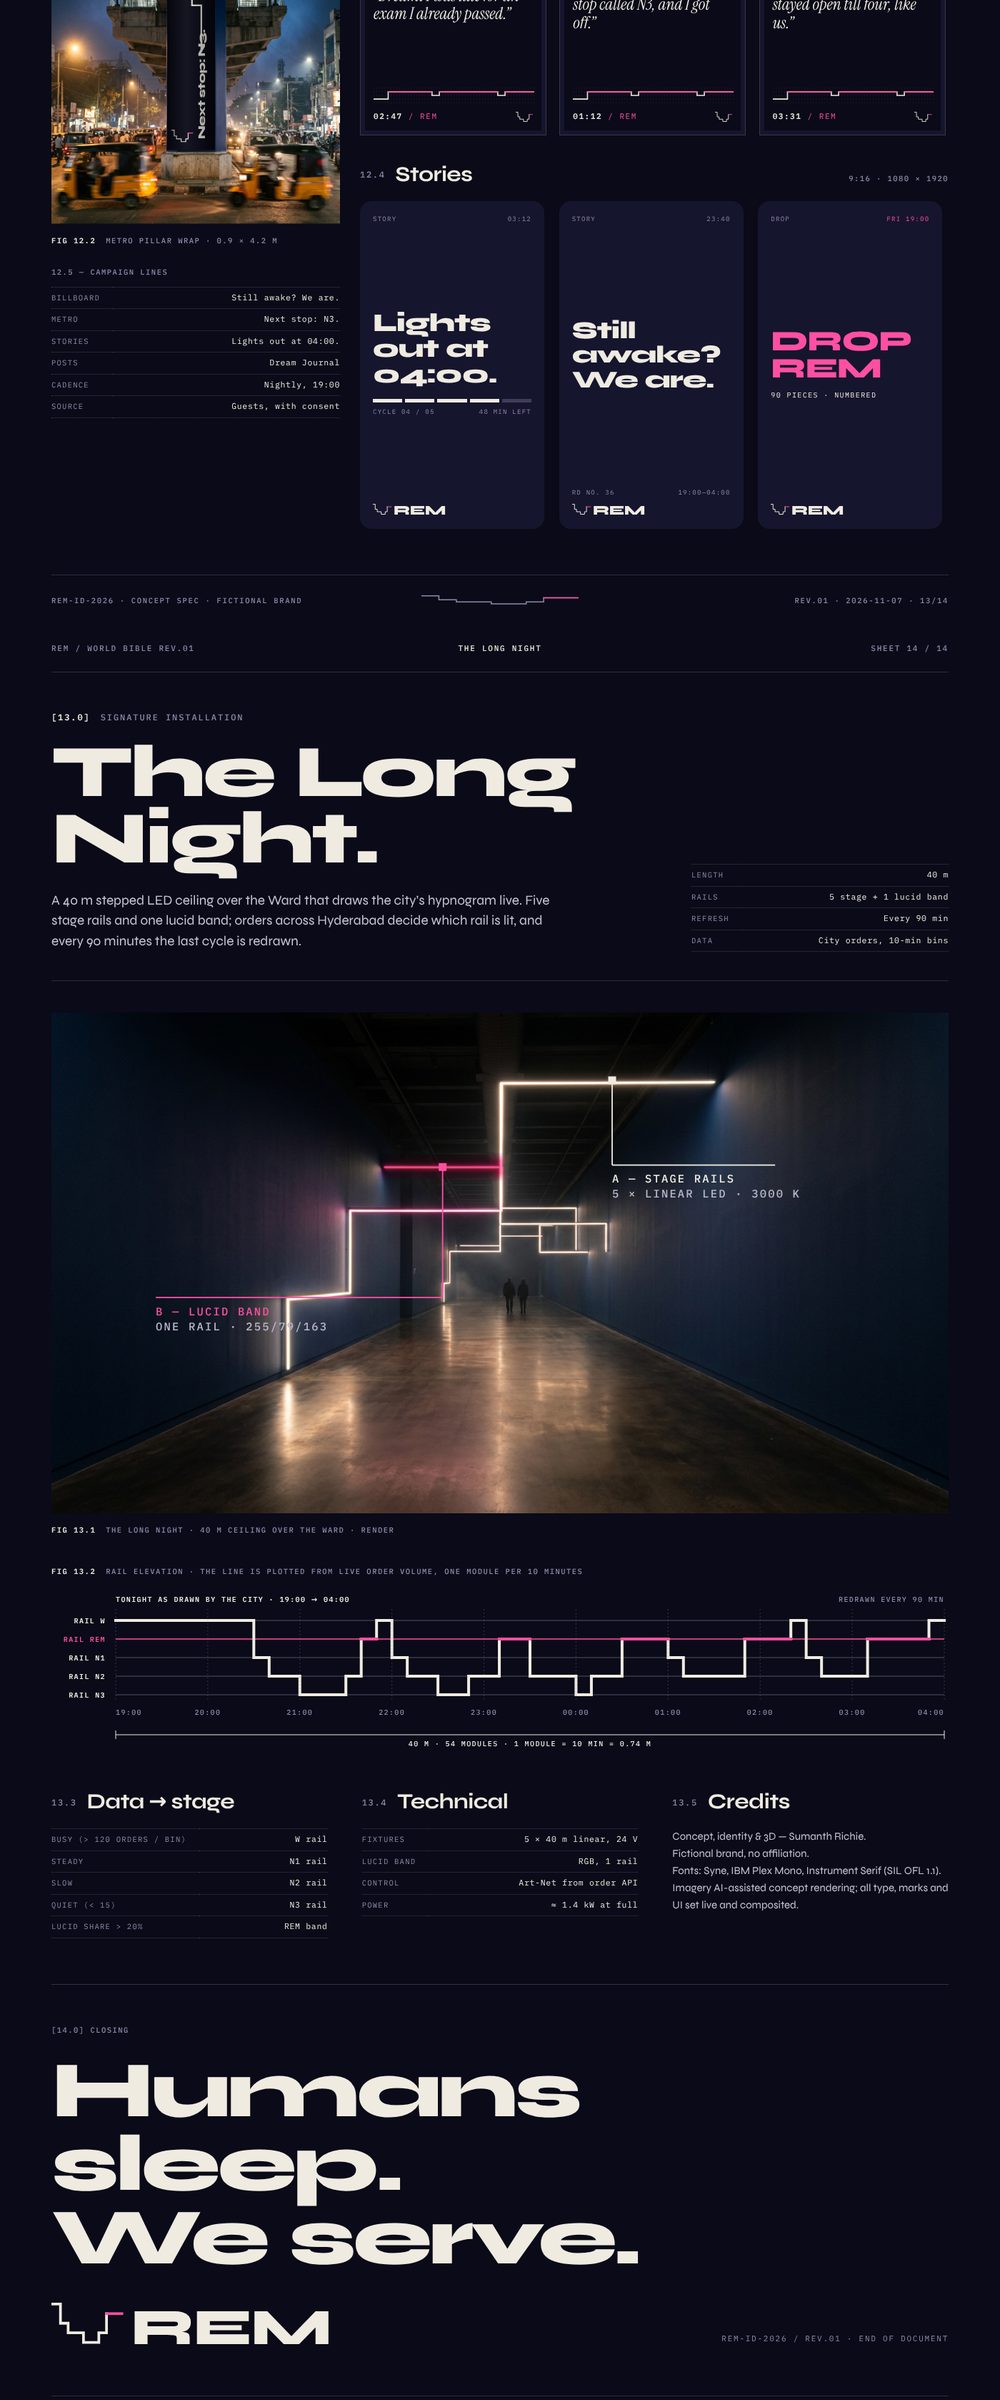 exam I already passed.”
stop called N3, and I got
off.”
stayed open till four, like
us.”
02:47 / REM
01:12 / REM
03:31 / REM
Next stop: N3.
FIG 12.2 METRO PILLAR WRAP · 0.9 × 4.2 M
12.5 — CAMPAIGN LINES
BILLBOARD Still awake? We are.
METRO Next stop: N3.
STORIES Lights out at 04:00.
POSTS Dream Journal
CADENCE Nightly, 19:00
SOURCE Guests, with consent
12.4 Stories
9:16 · 1080 × 1920
STORY 03:12
Lights
out at
04:00.
CYCLE 04 / 05 48 MIN LEFT
REM
STORY 23:40
Still
awake?
We are.
RD NO. 36 19:00—04:00
REM
DROP FRI 19:00
DROP
REM
90 PIECES · NUMBERED
REM
REM-ID-2026 · CONCEPT SPEC · FICTIONAL BRAND
REV.01 · 2026-11-07 · 13/14
REM / WORLD BIBLE REV.01
THE LONG NIGHT
SHEET 14 / 14
[13.0] SIGNATURE INSTALLATION
The Long
Night.
A 40 m stepped LED ceiling over the Ward that draws the city’s hypnogram live. Five
stage rails and one lucid band; orders across Hyderabad decide which rail is lit, and
every 90 minutes the last cycle is redrawn.
LENGTH 40 m
RAILS 5 stage + 1 lucid band
REFRESH Every 90 min
DATA City orders, 10-min bins
A — STAGE RAILS
5 × LINEAR LED · 3000 K
B — LUCID BAND
ONE RAIL · 255/79/163
FIG 13.1 THE LONG NIGHT · 40 M CEILING OVER THE WARD · RENDER
FIG 13.2 RAIL ELEVATION · THE LINE IS PLOTTED FROM LIVE ORDER VOLUME, ONE MODULE PER 10 MINUTES
TONIGHT AS DRAWN BY THE CITY · 19:00 → 04:00
REDRAWN EVERY 90 MIN
RAIL W
RAIL REM
RAIL N1
RAIL N2
RAIL N3
19:00 20:00 21:00 22:00 23:00 00:00 01:00 02:00 03:00 04:00
40 M · 54 MODULES · 1 MODULE = 10 MIN = 0.74 M
13.3 Data → stage
BUSY (> 120 ORDERS / BIN) W rail
STEADY N1 rail
SLOW N2 rail
QUIET (< 15) N3 rail
LUCID SHARE > 20% REM band
13.4 Technical
FIXTURES 5 × 40 m linear, 24 V
LUCID BAND RGB, 1 rail
CONTROL Art-Net from order API
POWER ≈ 1.4 kW at full
13.5 Credits
Concept, identity & 3D — Sumanth Richie.
Fictional brand, no affiliation.
Fonts: Syne, IBM Plex Mono, Instrument Serif (SIL OFL 1.1).
Imagery AI-assisted concept rendering; all type, marks and
UI set live and composited.
[14.0] CLOSING
Humans
sleep.
We serve.
REM
REM-ID-2026 / REV.01 · END OF DOCUMENT